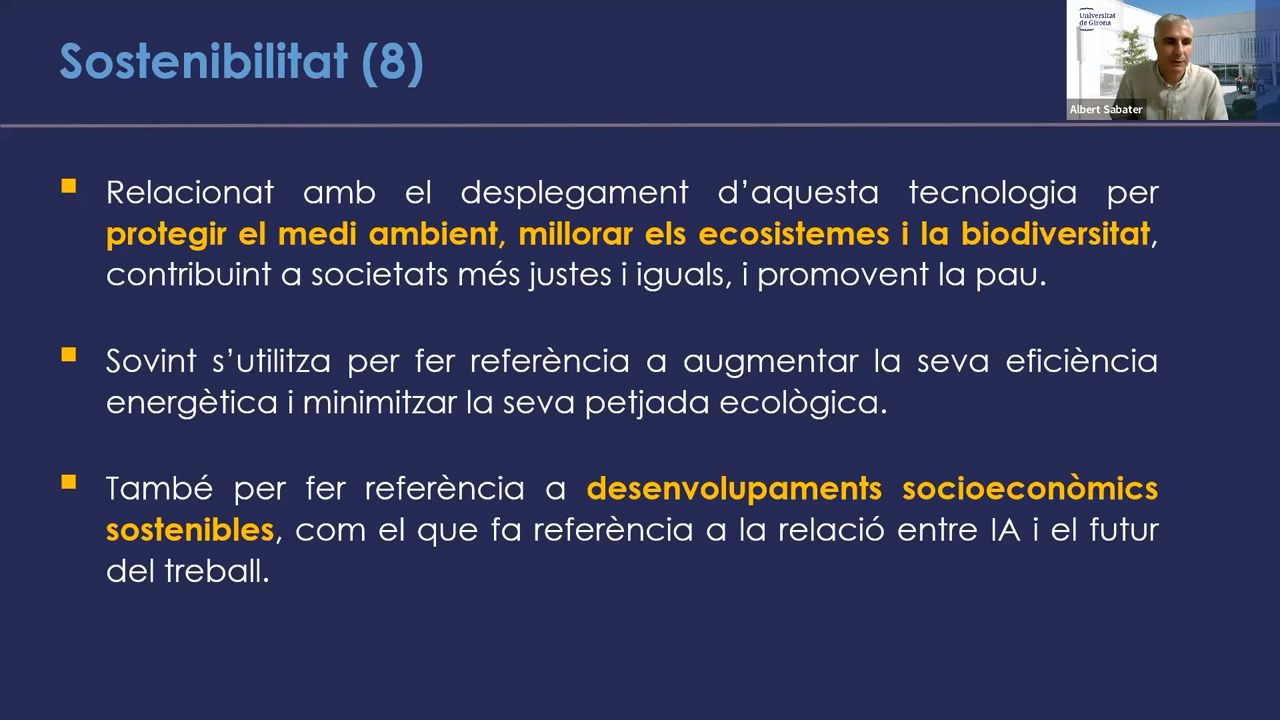 Sostenibilitat (8)
Universitat
de Girona
Albert Sabater
Relacionat amb el desplegament d’aquesta tecnologia per
protegir el medi ambient, millorar els ecosistemes i la biodiversitat,
contribuint a societats més justes i iguals, i promovent la pau.
Sovint s’utilitza per fer referència a augmentar la seva eficiència
energètica i minimitzar la seva petjada ecològica.
També per fer referència a desenvolupaments socioeconòmics
sostenibles, com el que fa referència a la relació entre IA i el futur
del treball.